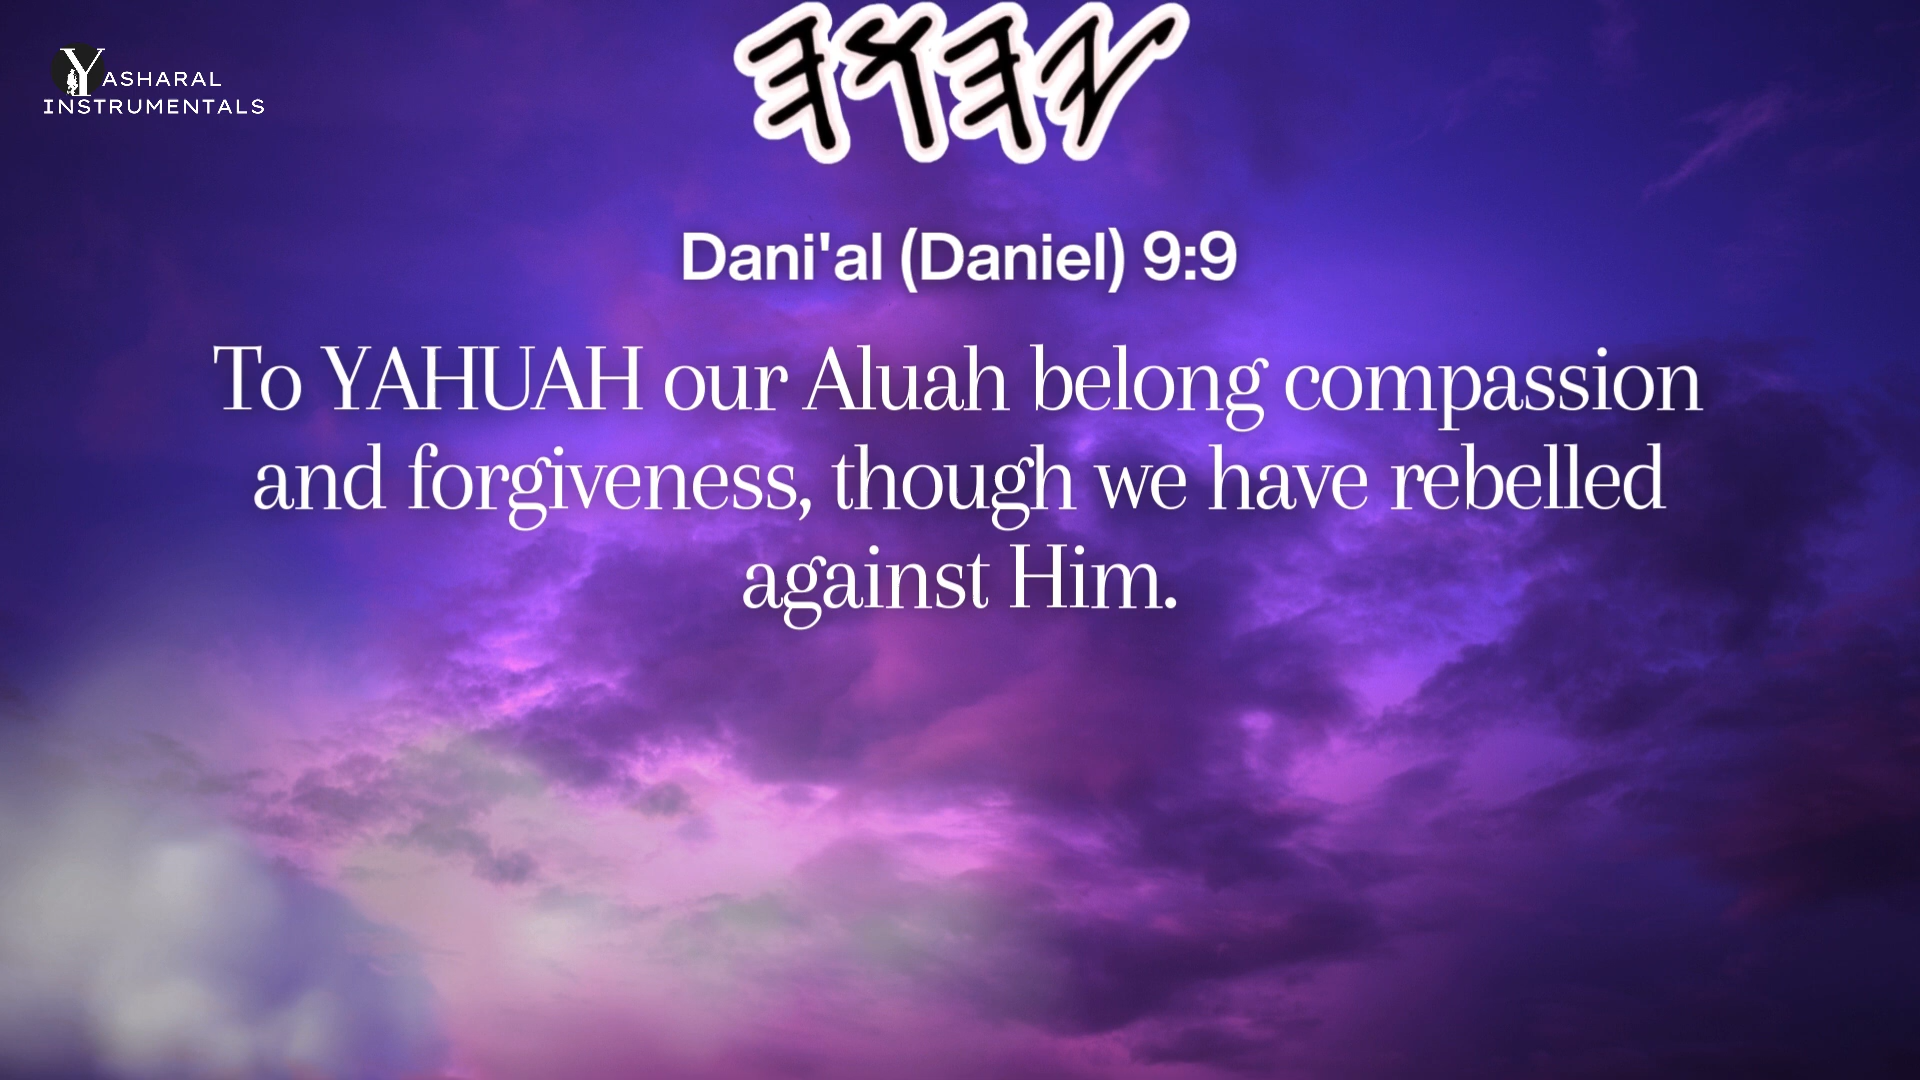 𐤉𐤄𐤅𐤄
YASHARAL
INSTRUMENTALS
Dani'al (Daniel) 9:9
To YAHUAH our Aluah belong compassion
and forgiveness, though we have rebelled
against Him.